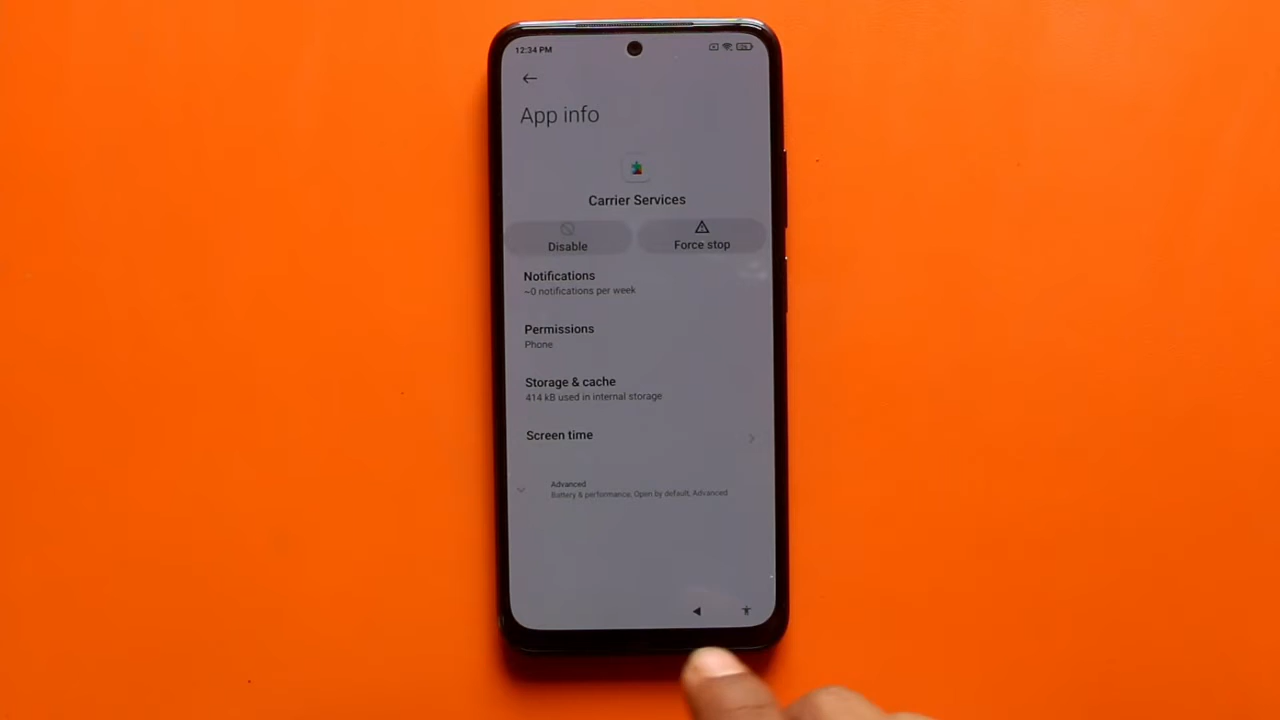 12:34 PM
App info
Carrier Services
Disable
Force stop
Notifications
~0 notifications per week
Permissions
Phone
Storage & cache
414 kB used in internal storage
Screen time
Advanced
Battery & performance, Open by default, Advanced